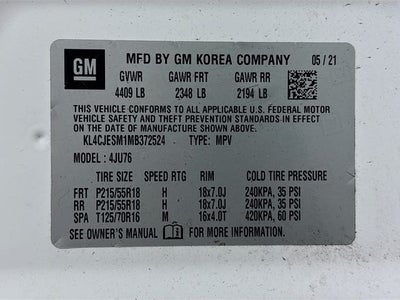 GM
MFD BY GM KOREA COMPANY 05/21
GVWR GAWR FRT GAWR RR
4409 LB 2348 LB 2194 LB
THIS VEHICLE CONFORMS TO ALL APPLICABLE U.S. FEDERAL MOTOR
VEHICLE SAFETY, BUMPER, AND THEFT PREVENTION STANDARDS IN
EFFECT ON THE DATE OF MANUFACTURE SHOWN ABOVE.
KL4CJESM1MB372524 TYPE: MPV
MODEL: 4JU76
TIRE SIZE SPEED RTG RIM COLD TIRE PRESSURE
FRT P215/55R18 H 18x7.0J 240KPA, 35 PSI
RR P215/55R18 H 18x7.0J 240KPA, 35 PSI
SPA T125/70R16 M 16x4.0T 420KPA, 60 PSI
SEE OWNER'S MANUAL FOR MORE INFORMATION.